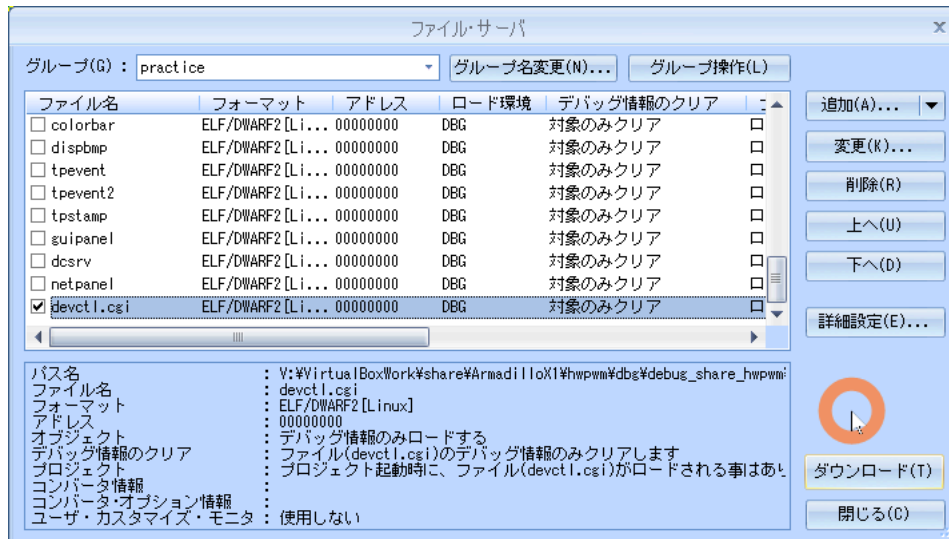 ファイル・サーバ
グループ(G) : practice グループ名変更(N)... グループ操作(L)
ファイル名 フォーマット アドレス ロード環境 デバッグ情報のクリア
colorbar ELF/DWARF2[Li... 00000000 DBG 対象のみクリア
dispbmp ELF/DWARF2[Li... 00000000 DBG 対象のみクリア
tpevent ELF/DWARF2[Li... 00000000 DBG 対象のみクリア
tpevent2 ELF/DWARF2[Li... 00000000 DBG 対象のみクリア
tpstamp ELF/DWARF2[Li... 00000000 DBG 対象のみクリア
guipanel ELF/DWARF2[Li... 00000000 DBG 対象のみクリア
dcsrv ELF/DWARF2[Li... 00000000 DBG 対象のみクリア
netpanel ELF/DWARF2[Li... 00000000 DBG 対象のみクリア
devctl.cgi ELF/DWARF2[Li... 00000000 DBG 対象のみクリア
追加(A)...
変更(K)...
削除(R)
上へ(U)
下へ(D)
詳細設定(E)...
パス名 : V:¥VirtualBoxWork¥share¥ArmadilloX1¥hwpwm¥dbg¥debug_share_hwpwm
ファイル名 : devctl.cgi
フォーマット : ELF/DWARF2[Linux]
アドレス : 00000000
オブジェクト : デバッグ情報のみロードする
デバッグ情報のクリア : ファイル(devctl.cgi)のデバッグ情報のみクリアします
プロジェクト : プロジェクト起動時に、ファイル(devctl.cgi)がロードされる事はあり
コンバータ情報 :
コンバータ・オプション情報 :
ユーザ・カスタマイズ・モニタ : 使用しない
ダウンロード(T)
閉じる(C)